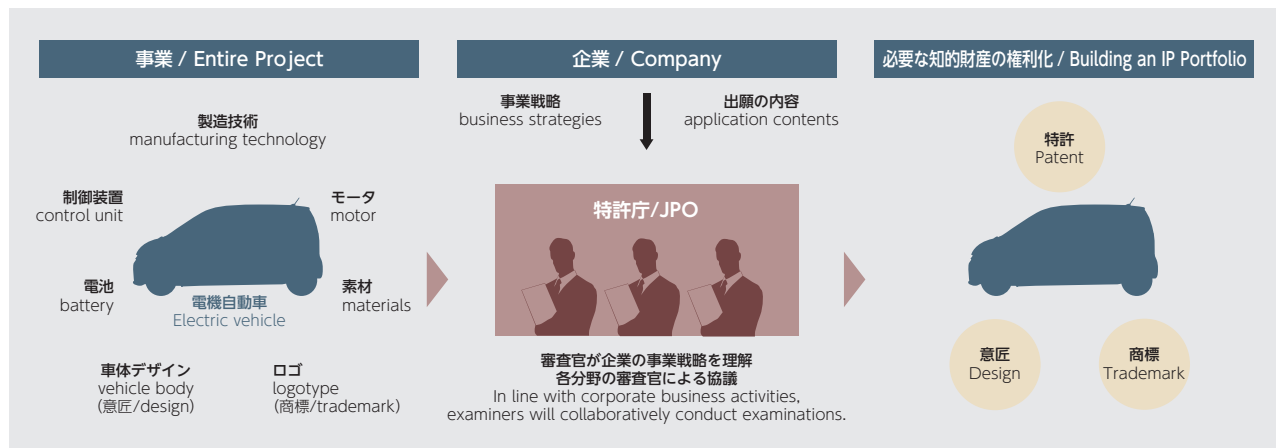 事業 / Entire Project
製造技術
manufacturing technology
制御装置
control unit
モータ
motor
電池
battery
電機自動車
Electric vehicle
素材
materials
車体デザイン
vehicle body
(意匠/design)
ロゴ
logotype
(商標/trademark)
企業 / Company
事業戦略
business strategies
出願の内容
application contents
特許庁/JPO
審査官が企業の事業戦略を理解
各分野の審査官による協議
In line with corporate business activities,
examiners will collaboratively conduct examinations.
必要な知的財産の権利化 / Building an IP Portfolio
特許
Patent
意匠
Design
商標
Trademark